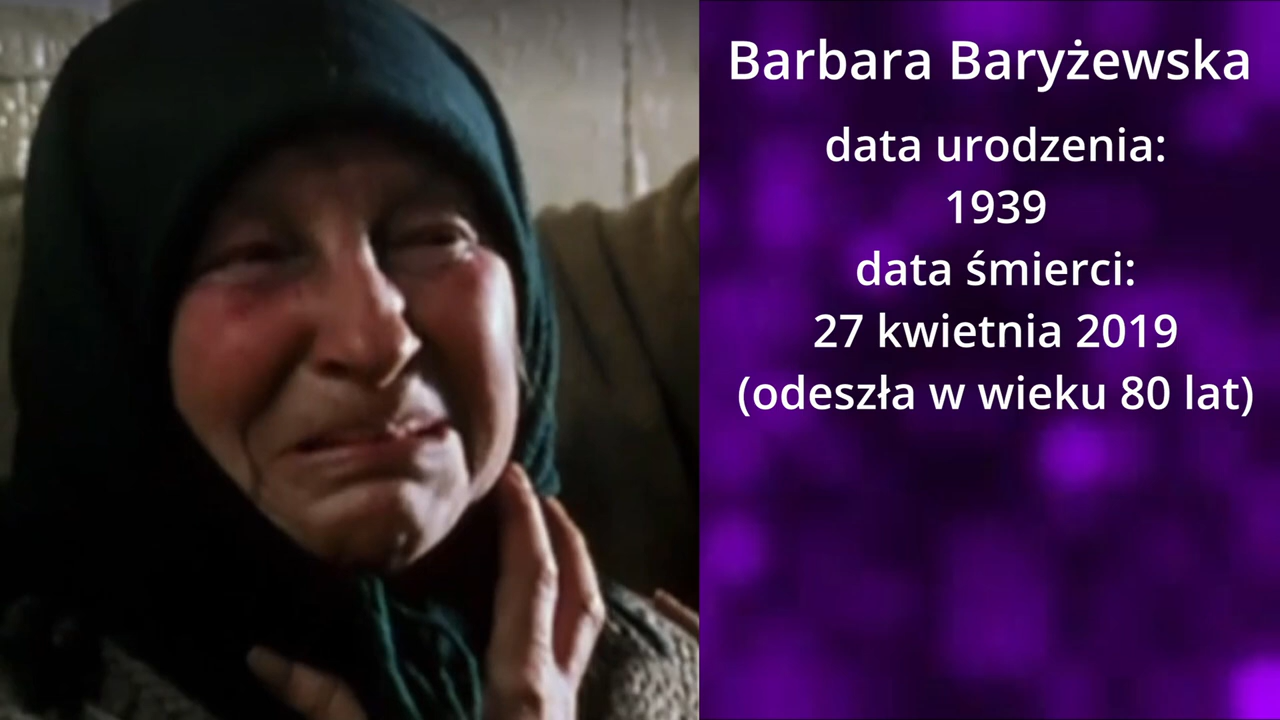 Barbara Baryżewska
data urodzenia:
1939
data śmierci:
27 kwietnia 2019
(odeszła w wieku 80 lat)